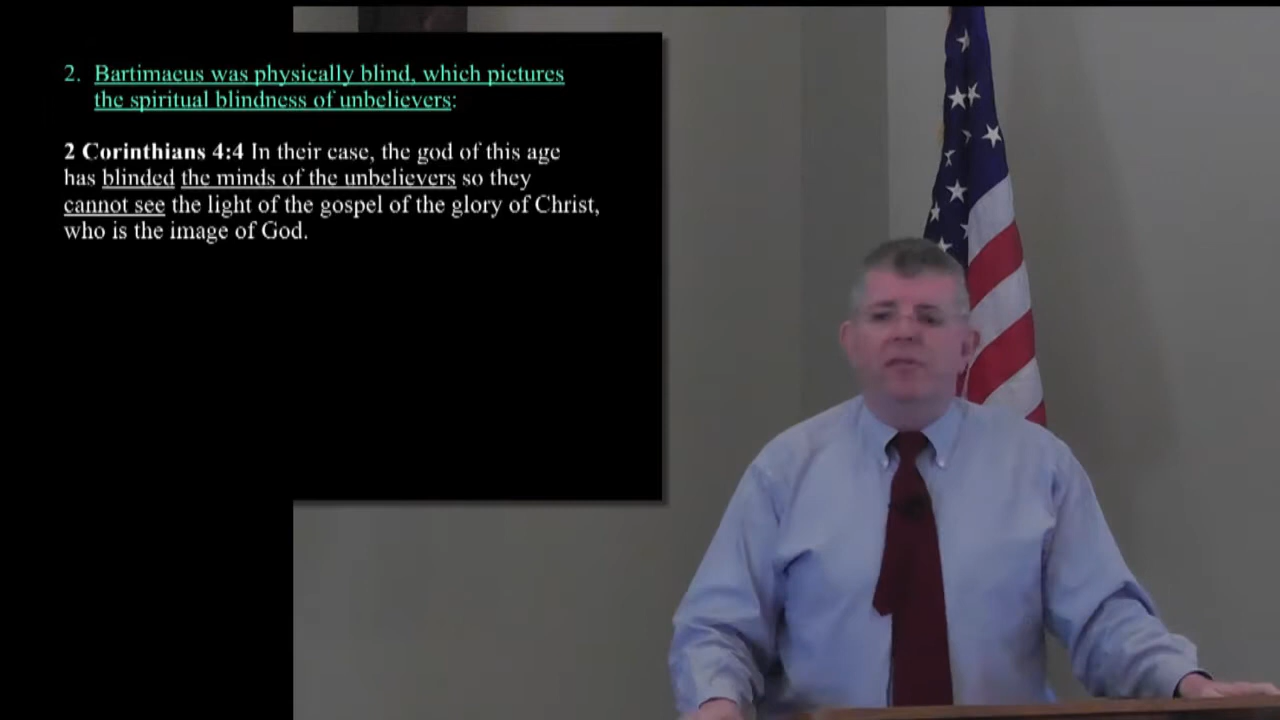 2. Bartimaeus was physically blind, which pictures
the spiritual blindness of unbelievers:
2 Corinthians 4:4 In their case, the god of this age
has blinded the minds of the unbelievers so they
cannot see the light of the gospel of the glory of Christ,
who is the image of God.